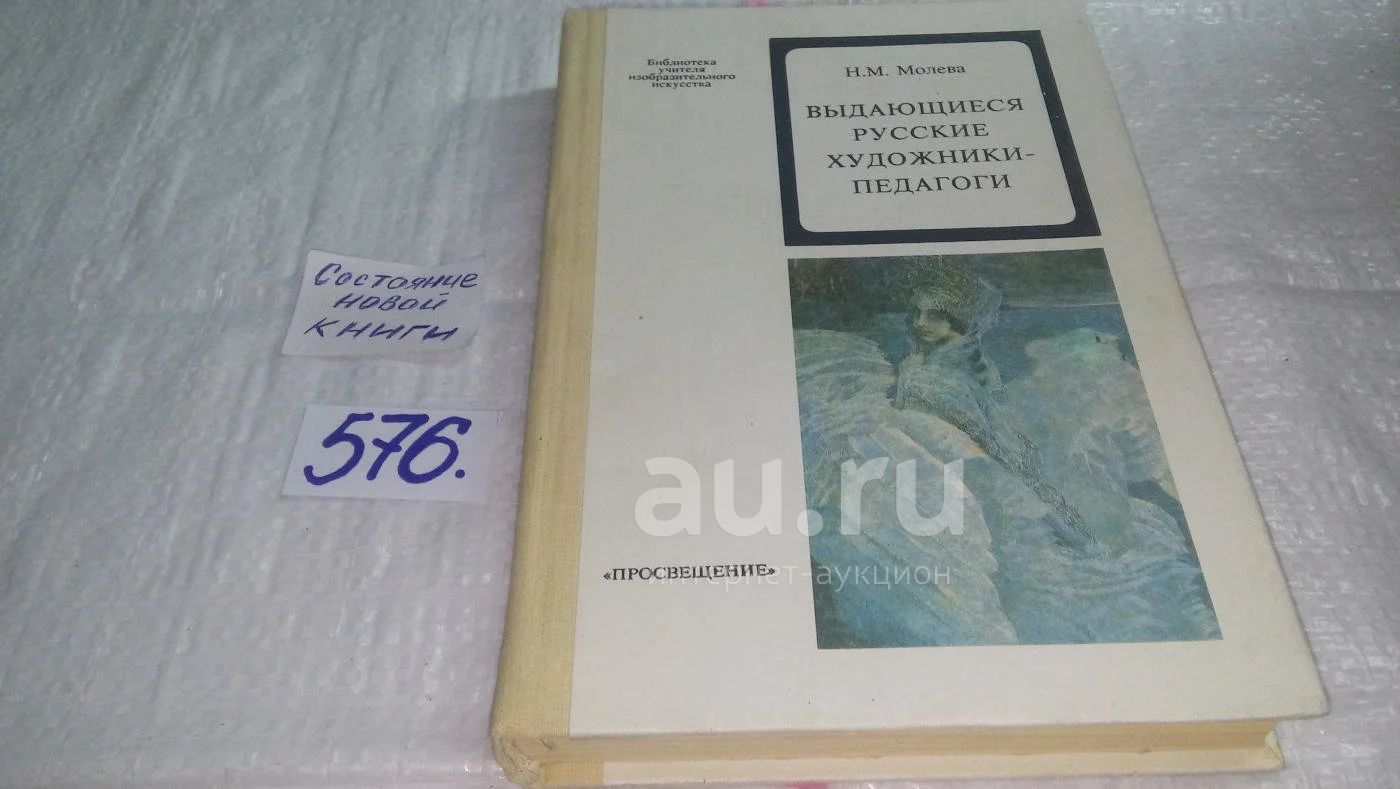 Библиотека
учителя
изобразительного
искусства
Н.М. Молева
ВЫДАЮЩИЕСЯ
РУССКИЕ
ХУДОЖНИКИ-
ПЕДАГОГИ
«ПРОСВЕЩЕНИЕ»
Состояние
новой
книги
576.
au.ru
интернет-аукцион